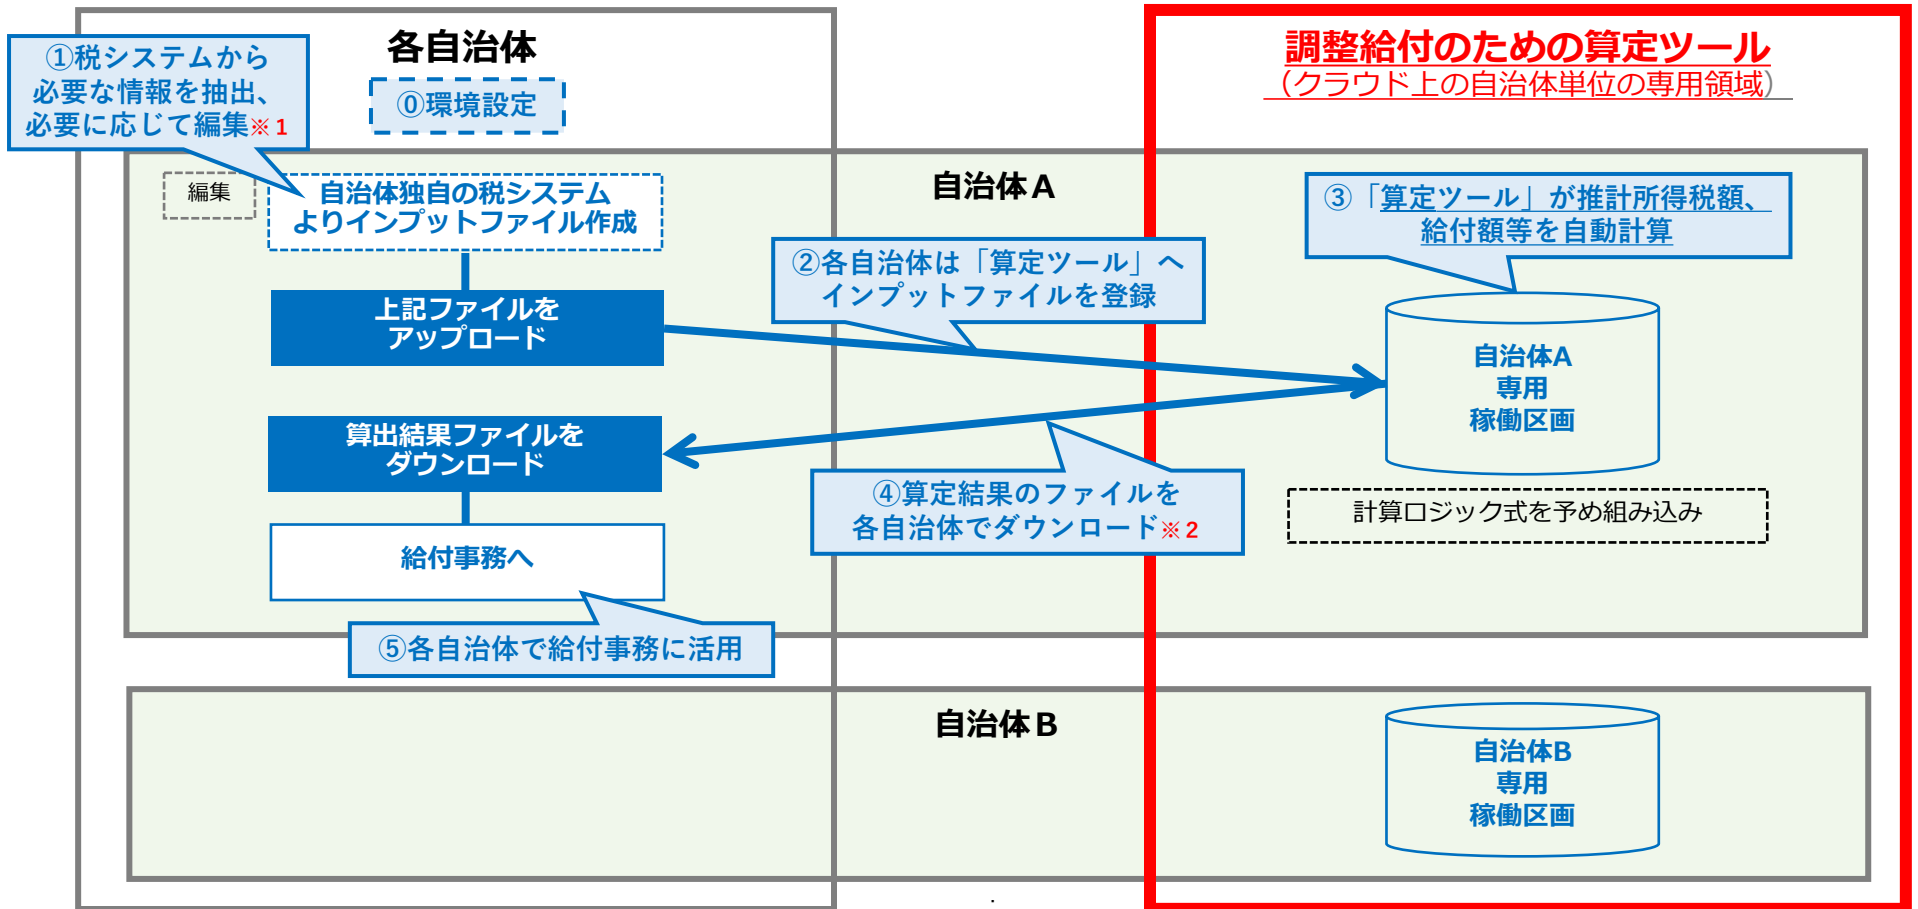 各自治体
⓪環境設定
①税システムから
必要な情報を抽出、
必要に応じて編集※1
調整給付のための算定ツール
（クラウド上の自治体単位の専用領域）
自治体A
編集
自治体独自の税システム
よりインプットファイル作成
上記ファイルを
アップロード
②各自治体は「算定ツール」へ
インプットファイルを登録
③「算定ツール」が推計所得税額、
給付額等を自動計算
自治体A
専用
稼働区画
計算ロジック式を予め組み込み
算出結果ファイルを
ダウンロード
④算定結果のファイルを
各自治体でダウンロード※2
給付事務へ
⑤各自治体で給付事務に活用
自治体B
自治体B
専用
稼働区画